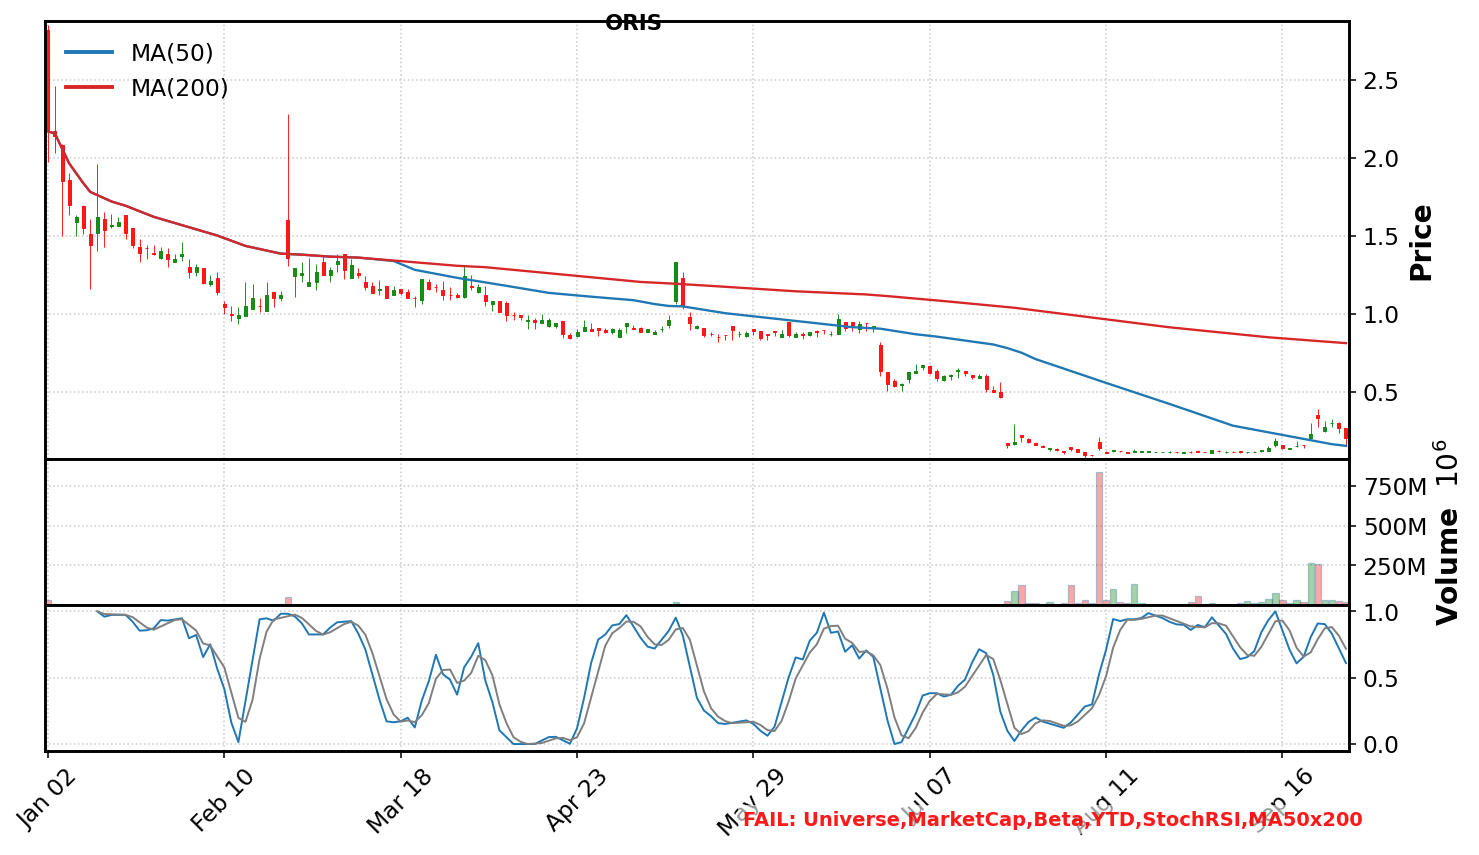 ORIS
MA(50)
MA(200)
2.5
2.0
1.5
1.0
0.5
Price
750M
500M
250M
Volume 10^6
1.0
0.5
0.0
Jan 02
Feb 10
Mar 18
Apr 23
May 29
Jul 07
Aug 11
Sep 16
FAIL: Universe,MarketCap,Beta,YTD,StochRSI,MA50x200